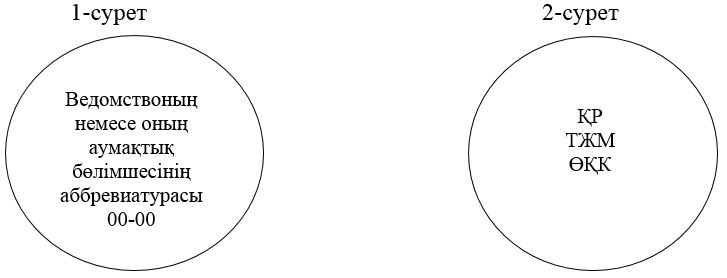 1-сурет
Ведомствоның
немесе оның
аумақтық
бөлімшесінің
аббревиатурасы
00-00
2-сурет
ҚР
ТЖМ
ӨҚК